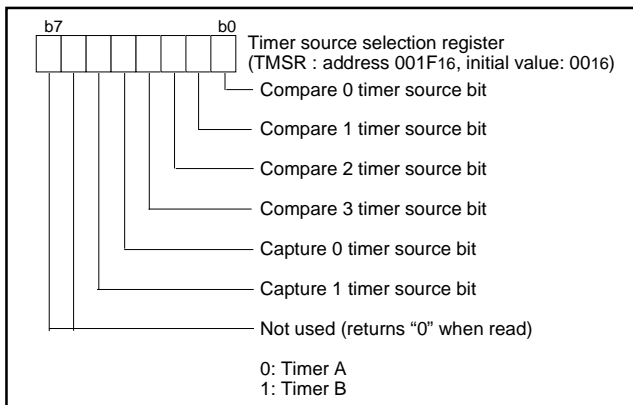 b7 b0
Timer source selection register
(TMSR : address 001F16, initial value: 0016)
Compare 0 timer source bit
Compare 1 timer source bit
Compare 2 timer source bit
Compare 3 timer source bit
Capture 0 timer source bit
Capture 1 timer source bit
Not used (returns “0” when read)
0: Timer A
1: Timer B